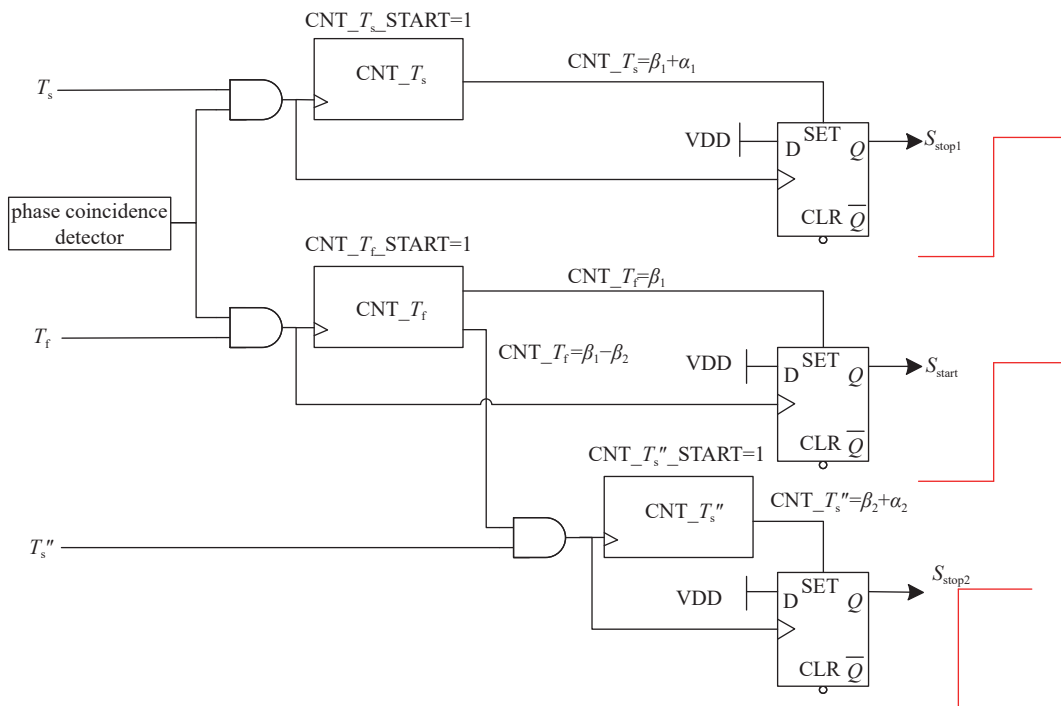 CNT_Ts_START=1
Ts
CNT_Ts
CNT_Ts=β1+α1
VDD
D
SET
Q
Sstop1
CLR
Q̅
phase coincidence
detector
CNT_Tf_START=1
Tf
CNT_Tf
CNT_Tf=β1
CNT_Tf=β1−β2
VDD
D
SET
Q
Sstart
CLR
Q̅
CNT_Ts″_START=1
Ts″
CNT_Ts″
CNT_Ts″=β2+α2
VDD
D
SET
Q
Sstop2
CLR
Q̅